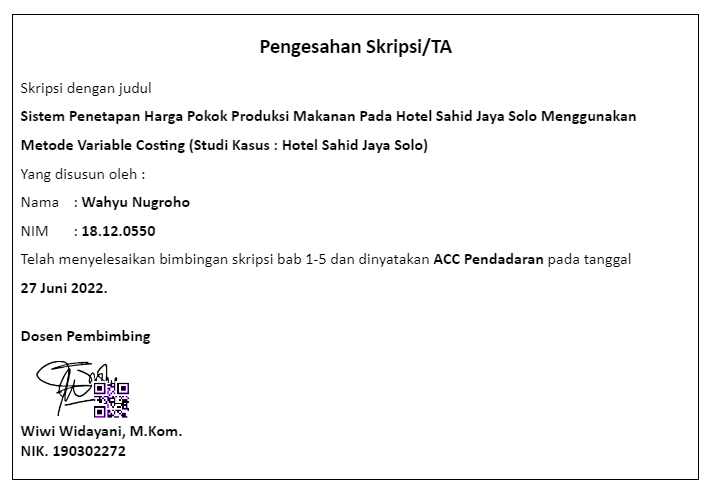 Pengesahan Skripsi/TA
Skripsi dengan judul
Sistem Penetapan Harga Pokok Produksi Makanan Pada Hotel Sahid Jaya Solo Menggunakan
Metode Variable Costing (Studi Kasus : Hotel Sahid Jaya Solo)
Yang disusun oleh :
Nama : Wahyu Nugroho
NIM : 18.12.0550
Telah menyelesaikan bimbingan skripsi bab 1-5 dan dinyatakan ACC Pendadaran pada tanggal
27 Juni 2022.
Dosen Pembimbing
Wiwi Widayani, M.Kom.
NIK. 190302272